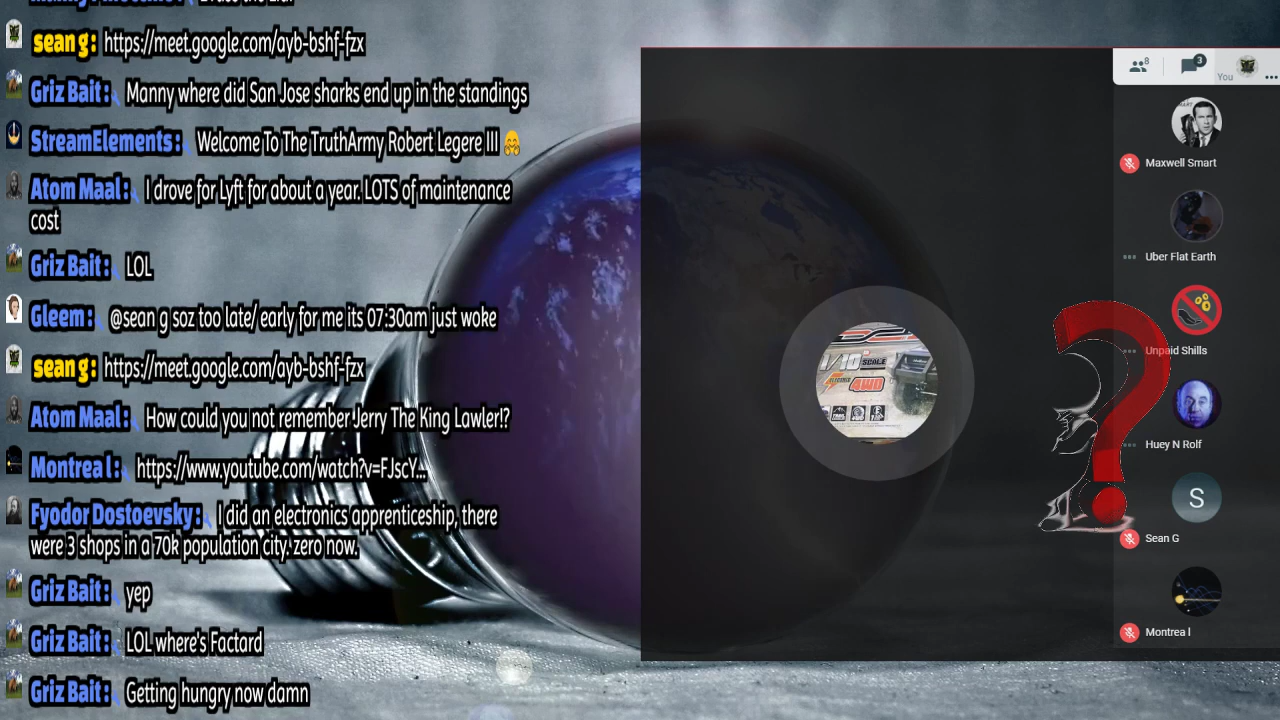 sean g: https://meet.google.com/ayb-bshf-fzx
Griz Bait: Manny where did San Jose sharks end up in the standings
StreamElements: Welcome To The TruthArmy Robert Legere III 🤗
Atom Maal: I drove for Lyft for about a year. LOTS of maintenance
cost
Griz Bait: LOL
Gleem: @sean g soz too late/ early for me its 07:30am just woke
sean g: https://meet.google.com/ayb-bshf-fzx
Atom Maal: How could you not remember Jerry The King Lawler!?
Montrea l: https://www.youtube.com/watch?v=FJscY...
Fyodor Dostoevsky: I did an electronics apprenticeship, there
were 3 shops in a 70k population city. zero now.
Griz Bait: yep
Griz Bait: LOL where's Factard
Griz Bait: Getting hungry now damn
1/10 SCALE
4WD
8
3
You
Maxwell Smart
Uber Flat Earth
Unpaid Shills
Huey N Rolf
S
Sean G
Montrea l